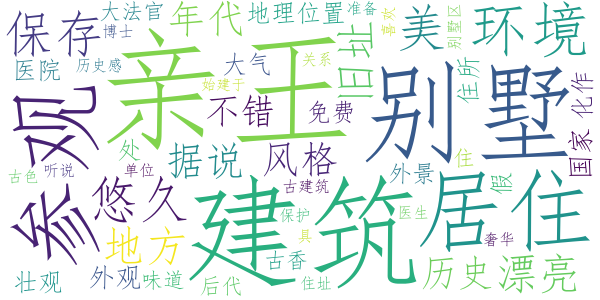 保存
大法官
博士
年代
地理位置
准备
喜欢
别墅区
美
环境
医院
历史感
亲王
大气
关系
始建于
旧址
住所
别墅
国家
化作
参观
不错
免费
处
据说
风格
外景
住
假
古色
听说
单位
悠久
古建筑
建筑
居住
地方
保护
具
医生
奢华
壮观
外观
味道
后代
古香
住址
历史
漂亮